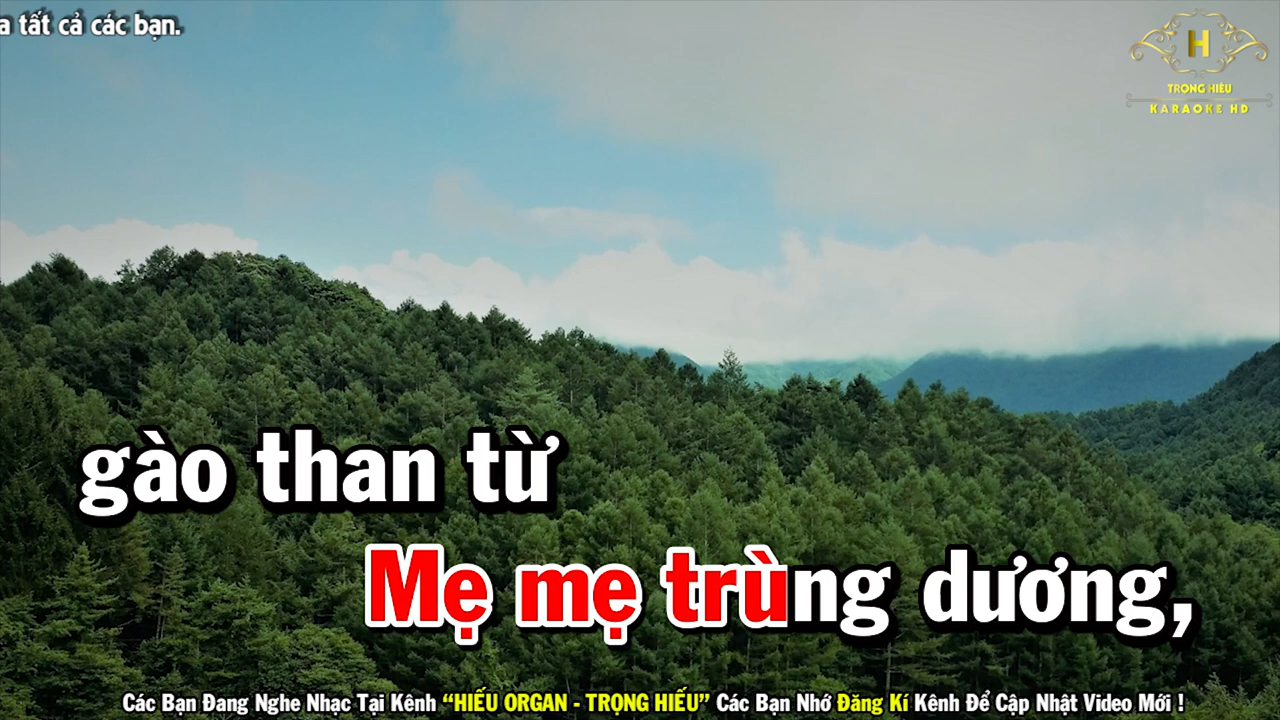 a tất cả các bạn.
H
TRỌNG HIẾU
KARAOKE HD
gào than từ
Mẹ mẹ trùng dương,
Các Bạn Đang Nghe Nhạc Tại Kênh “HIẾU ORGAN - TRỌNG HIẾU” Các Bạn Nhớ Đăng Kí Kênh Để Cập Nhật Video Mới !